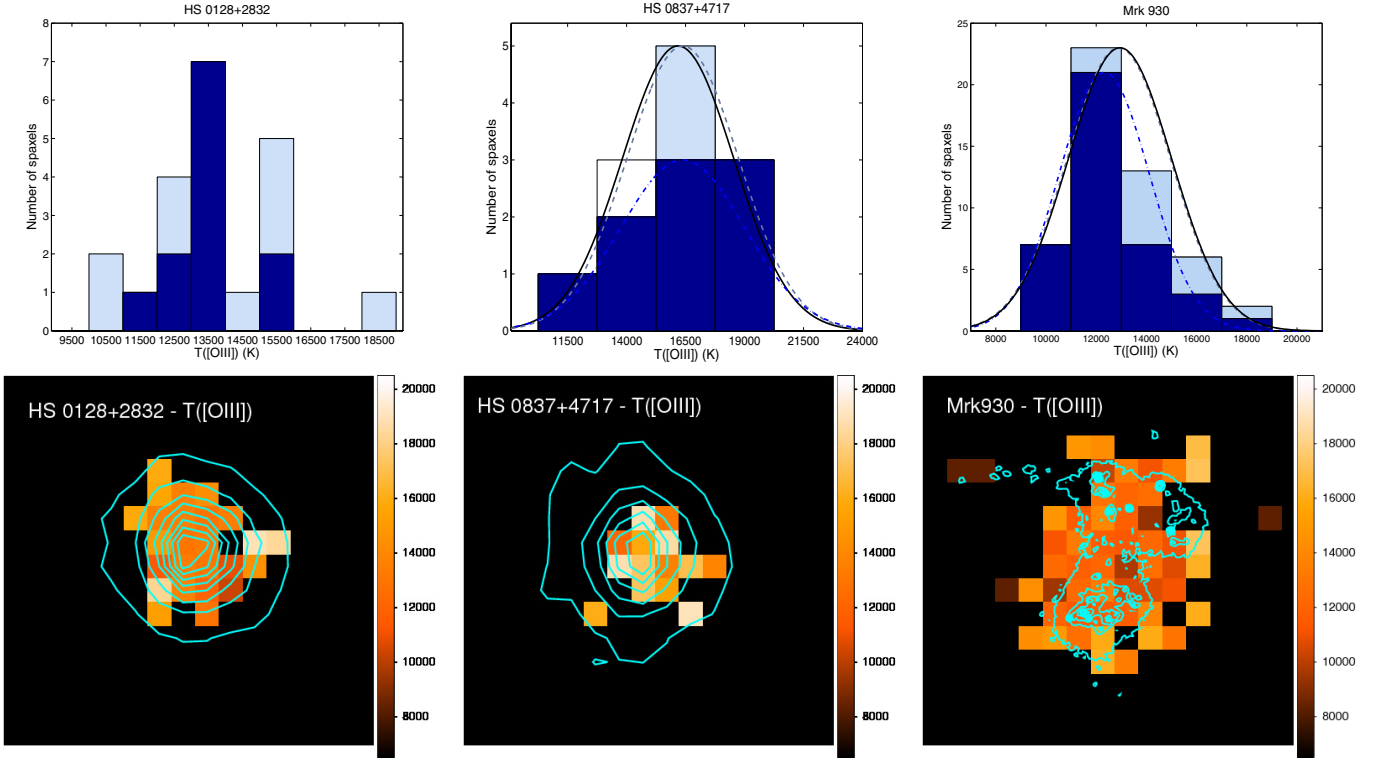 HS 0128+2832
8
7
6
5
4
3
2
1
0
Number of spaxels
9500 10500 11500 12500 13500 14500 15500 16500 17500 18500
T([OIII]) (K)
HS 0837+4717
5
4
3
2
1
0
Number of spaxels
11500 14000 16500 19000 21500 24000
T([OIII]) (K)
Mrk 930
25
20
15
10
5
0
Number of spaxels
8000 10000 12000 14000 16000 18000 20000
T([OIII]) (K)
HS 0128+2832 - T([OIII])
20000
18000
16000
14000
12000
10000
8000
HS 0837+4717 - T([OIII])
20000
18000
16000
14000
12000
10000
8000
Mrk930 - T([OIII])
20000
18000
16000
14000
12000
10000
8000